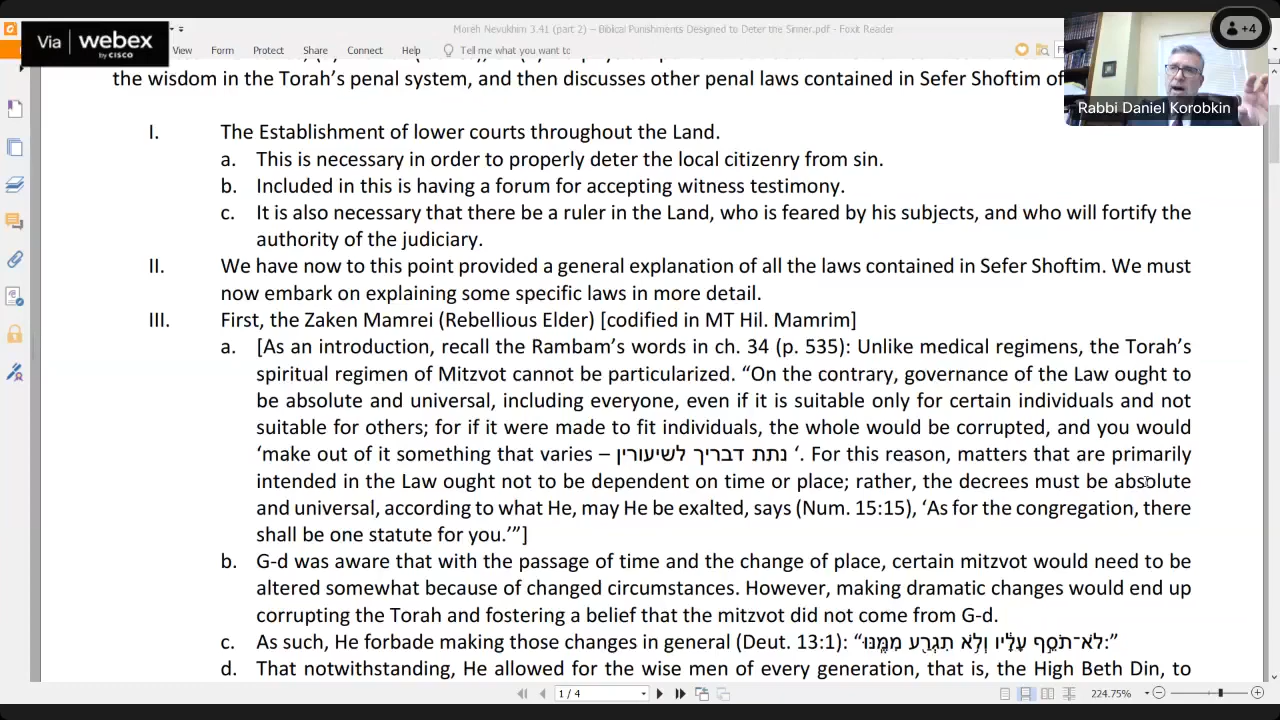 Moreh Nevukhim 3.41 (part 2) – Biblical Punishments Designed to Deter the Sinner.pdf - Foxit Reader
Via webex
by CISCO
+4
View Form Protect Share Connect Help Tell me what you want to
Rabbi Daniel Korobkin
the wisdom in the Torah's penal system, and then discusses other penal laws contained in Sefer Shoftim of
I. The Establishment of lower courts throughout the Land.
a. This is necessary in order to properly deter the local citizenry from sin.
b. Included in this is having a forum for accepting witness testimony.
c. It is also necessary that there be a ruler in the Land, who is feared by his subjects, and who will fortify the
authority of the judiciary.
II. We have now to this point provided a general explanation of all the laws contained in Sefer Shoftim. We must
now embark on explaining some specific laws in more detail.
III. First, the Zaken Mamrei (Rebellious Elder) [codified in MT Hil. Mamrim]
a. [As an introduction, recall the Rambam's words in ch. 34 (p. 535): Unlike medical regimens, the Torah's
spiritual regimen of Mitzvot cannot be particularized. "On the contrary, governance of the Law ought to
be absolute and universal, including everyone, even if it is suitable only for certain individuals and not
suitable for others; for if it were made to fit individuals, the whole would be corrupted, and you would
'make out of it something that varies – נתת דבריך לשיעורין '. For this reason, matters that are primarily
intended in the Law ought not to be dependent on time or place; rather, the decrees must be absolute
and universal, according to what He, may He be exalted, says (Num. 15:15), 'As for the congregation, there
shall be one statute for you.'"]
b. G-d was aware that with the passage of time and the change of place, certain mitzvot would need to be
altered somewhat because of changed circumstances. However, making dramatic changes would end up
corrupting the Torah and fostering a belief that the mitzvot did not come from G-d.
c. As such, He forbade making those changes in general (Deut. 13:1): "לֹא־תֹסֵ֣ף עָלָ֔יו וְלֹ֥א תִגְרַ֖ע מִמֶּֽנּוּ:"
d. That notwithstanding, He allowed for the wise men of every generation, that is, the High Beth Din, to
1 / 4
224.75%